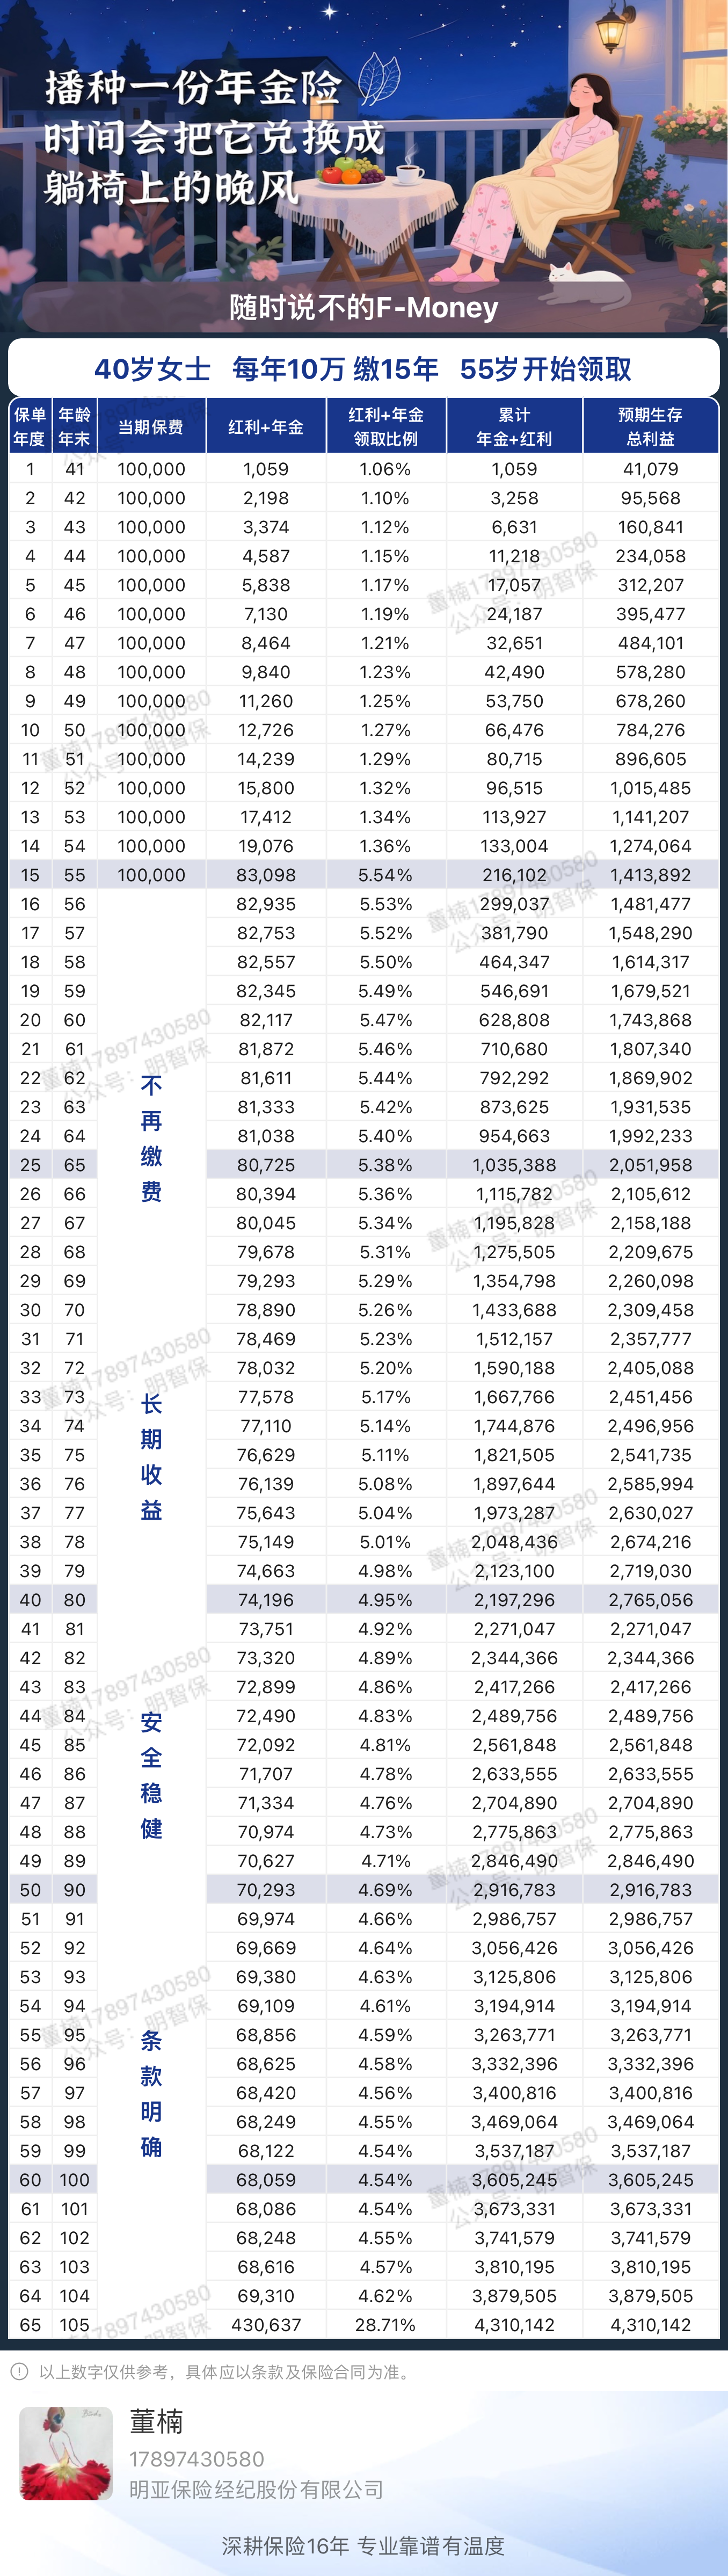 播种一份年金险
时间会把它兑换成
躺椅上的晚风
随时说不的F-Money
40岁女士 每年10万 缴15年 55岁开始领取
保单年度 年龄年末 当期保费 红利+年金 红利+年金领取比例 累计年金+红利 预期生存总利益
1 41 100,000 1,059 1.06% 1,059 41,079
2 42 100,000 2,198 1.10% 3,258 95,568
3 43 100,000 3,374 1.12% 6,631 160,841
4 44 100,000 4,587 1.15% 11,218 234,058
5 45 100,000 5,838 1.17% 17,057 312,207
6 46 100,000 7,130 1.19% 24,187 395,477
7 47 100,000 8,464 1.21% 32,651 484,101
8 48 100,000 9,840 1.23% 42,490 578,280
9 49 100,000 11,260 1.25% 53,750 678,260
10 50 100,000 12,726 1.27% 66,476 784,276
11 51 100,000 14,239 1.29% 80,715 896,605
12 52 100,000 15,800 1.32% 96,515 1,015,485
13 53 100,000 17,412 1.34% 113,927 1,141,207
14 54 100,000 19,076 1.36% 133,004 1,274,064
15 55 100,000 83,098 5.54% 216,102 1,413,892
16 56 82,935 5.53% 299,037 1,481,477
17 57 82,753 5.52% 381,790 1,548,290
18 58 82,557 5.50% 464,347 1,614,317
19 59 82,345 5.49% 546,691 1,679,521
20 60 82,117 5.47% 628,808 1,743,868
21 61 81,872 5.46% 710,680 1,807,340
22 62 81,611 5.44% 792,292 1,869,902
23 63 81,333 5.42% 873,625 1,931,535
24 64 81,038 5.40% 954,663 1,992,233
25 65 80,725 5.38% 1,035,388 2,051,958
26 66 80,394 5.36% 1,115,782 2,105,612
27 67 80,045 5.34% 1,195,828 2,158,188
28 68 79,678 5.31% 1,275,505 2,209,675
29 69 79,293 5.29% 1,354,798 2,260,098
30 70 78,890 5.26% 1,433,688 2,309,458
31 71 78,469 5.23% 1,512,157 2,357,777
32 72 78,032 5.20% 1,590,188 2,405,088
33 73 77,578 5.17% 1,667,766 2,451,456
34 74 77,110 5.14% 1,744,876 2,496,956
35 75 76,629 5.11% 1,821,505 2,541,735
36 76 76,139 5.08% 1,897,644 2,585,994
37 77 75,643 5.04% 1,973,287 2,630,027
38 78 75,149 5.01% 2,048,436 2,674,216
39 79 74,663 4.98% 2,123,100 2,719,030
40 80 74,196 4.95% 2,197,296 2,765,056
41 81 73,751 4.92% 2,271,047 2,271,047
42 82 73,320 4.89% 2,344,366 2,344,366
43 83 72,899 4.86% 2,417,266 2,417,266
44 84 72,490 4.83% 2,489,756 2,489,756
45 85 72,092 4.81% 2,561,848 2,561,848
46 86 71,707 4.78% 2,633,555 2,633,555
47 87 71,334 4.76% 2,704,890 2,704,890
48 88 70,974 4.73% 2,775,863 2,775,863
49 89 70,627 4.71% 2,846,490 2,846,490
50 90 70,293 4.69% 2,916,783 2,916,783
51 91 69,974 4.66% 2,986,757 2,986,757
52 92 69,669 4.64% 3,056,426 3,056,426
53 93 69,380 4.63% 3,125,806 3,125,806
54 94 69,109 4.61% 3,194,914 3,194,914
55 95 68,856 4.59% 3,263,771 3,263,771
56 96 68,625 4.58% 3,332,396 3,332,396
57 97 68,420 4.56% 3,400,816 3,400,816
58 98 68,249 4.55% 3,469,064 3,469,064
59 99 68,122 4.54% 3,537,187 3,537,187
60 100 68,059 4.54% 3,605,245 3,605,245
61 101 68,086 4.54% 3,673,331 3,673,331
62 102 68,248 4.55% 3,741,579 3,741,579
63 103 68,616 4.57% 3,810,195 3,810,195
64 104 69,310 4.62% 3,879,505 3,879,505
65 105 430,637 28.71% 4,310,142 4,310,142
不再缴费
长期收益
安全稳健
条款明确
董楠17897430580
公众号：明智保
以上数字仅供参考，具体应以条款及保险合同为准。
董楠
17897430580
明亚保险经纪股份有限公司
深耕保险16年 专业靠谱有温度